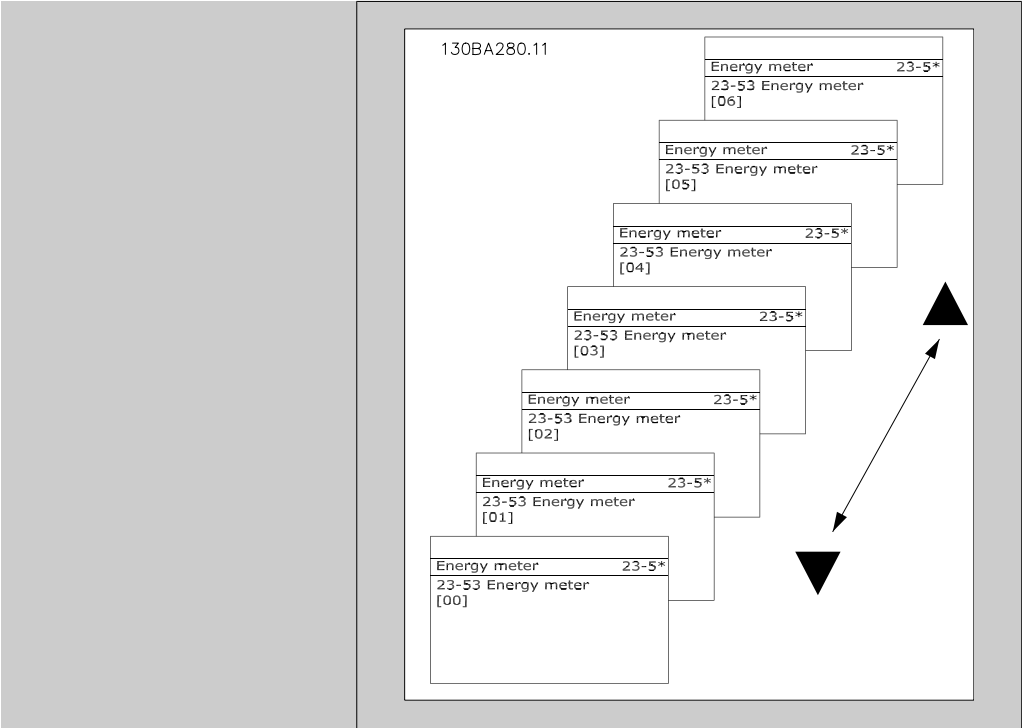 130BA280.11
Energy meter 23-5*
23-53 Energy meter
[06]
Energy meter 23-5*
23-53 Energy meter
[05]
Energy meter 23-5*
23-53 Energy meter
[04]
Energy meter 23-5*
23-53 Energy meter
[03]
Energy meter 23-5*
23-53 Energy meter
[02]
Energy meter 23-5*
23-53 Energy meter
[01]
Energy meter 23-5*
23-53 Energy meter
[00]